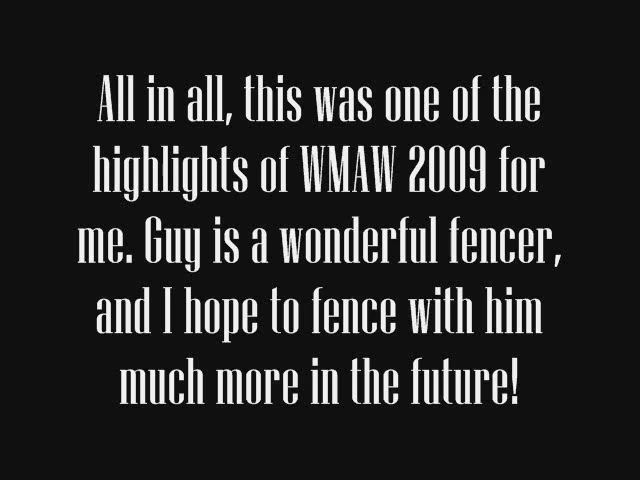 All in all, this was one of the
highlights of WMAW 2009 for
me. Guy is a wonderful fencer,
and I hope to fence with him
much more in the future!